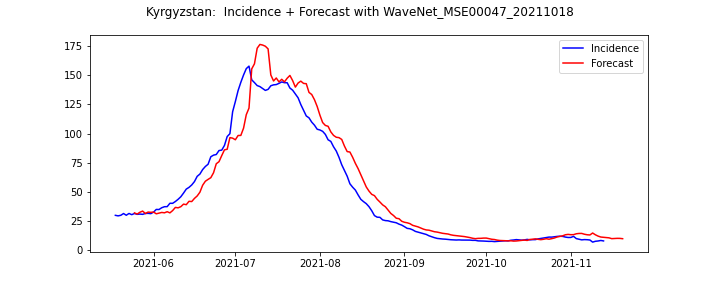 Kyrgyzstan:  Incidence + Forecast with WaveNet_MSE00047_20211018
Incidence
Forecast
175
150
125
100
75
50
25
0
2021-06 2021-07 2021-08 2021-09 2021-10 2021-11